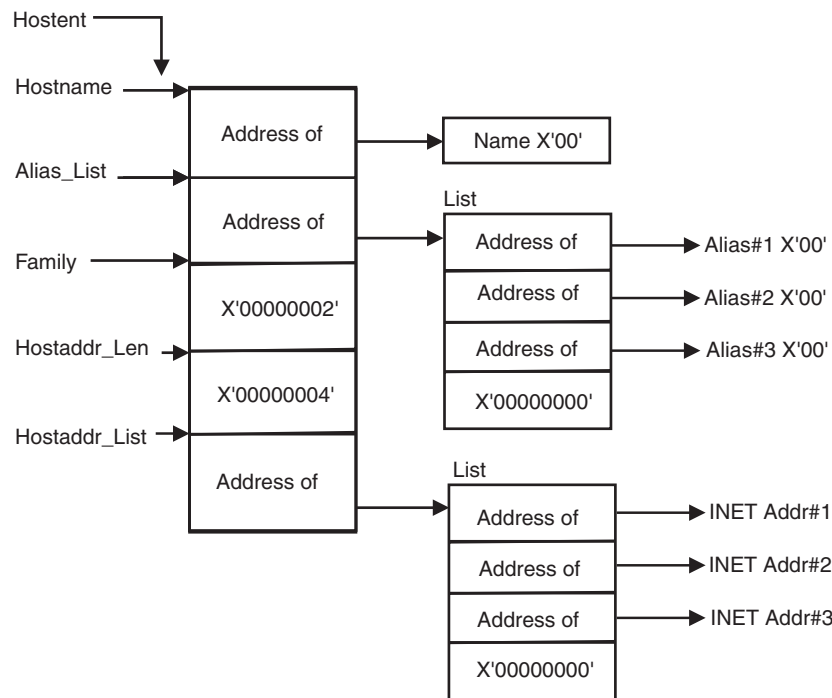 Hostent
Hostname
Address of
Name X'00'
Alias_List
List
Address of
Address of
Alias#1 X'00'
Family
Address of
Alias#2 X'00'
X'00000002'
Hostaddr_Len
Address of
Alias#3 X'00'
X'00000004'
X'00000000'
Hostaddr_List
List
Address of
Address of
INET Addr#1
Address of
INET Addr#2
Address of
INET Addr#3
X'00000000'